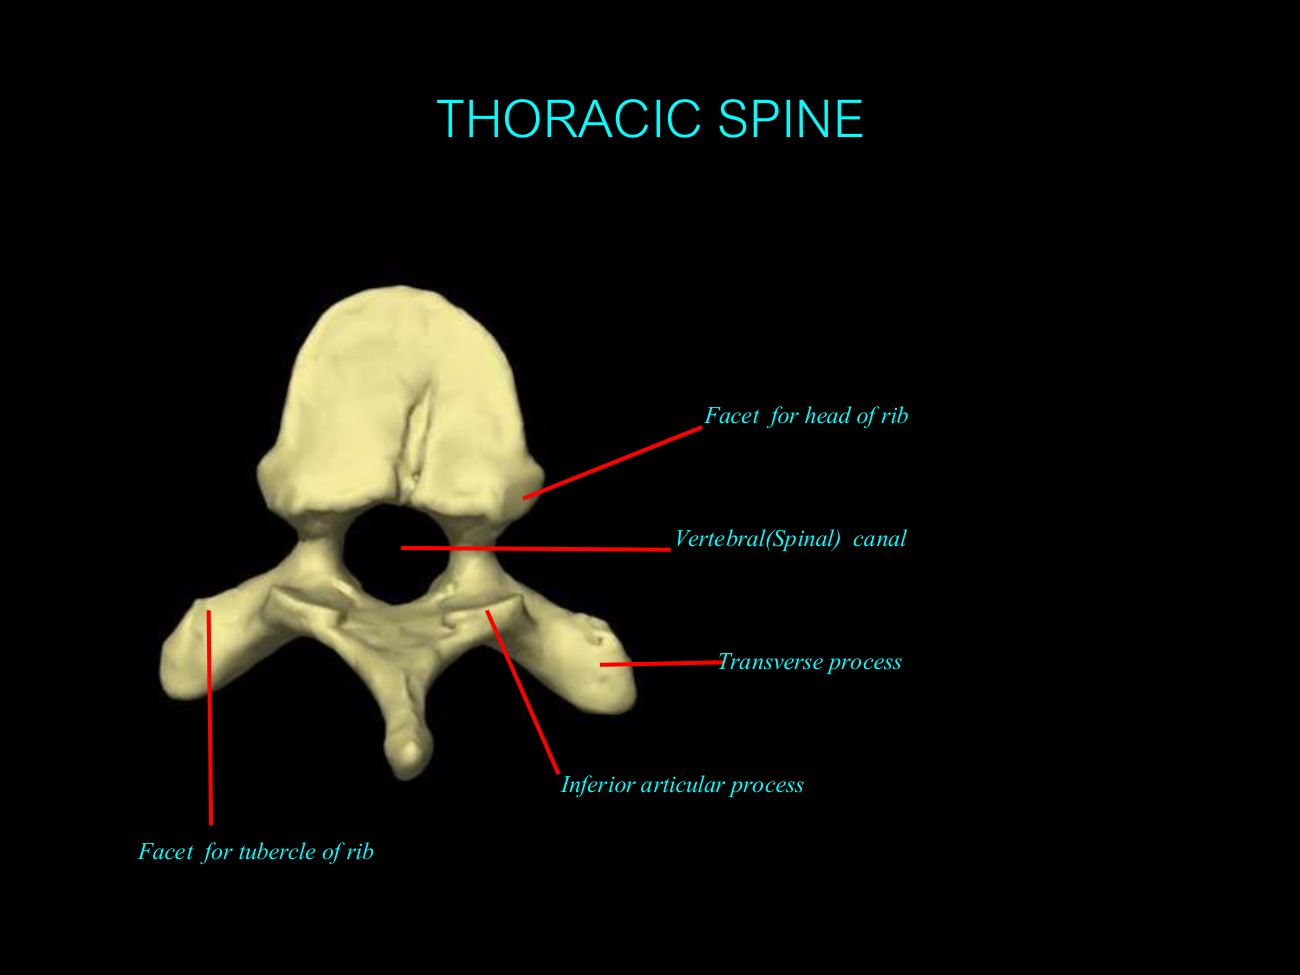 THORACIC SPINE
Facet  for head of rib
Vertebral(Spinal)  canal
Transverse process
Inferior articular process
Facet  for tubercle of rib